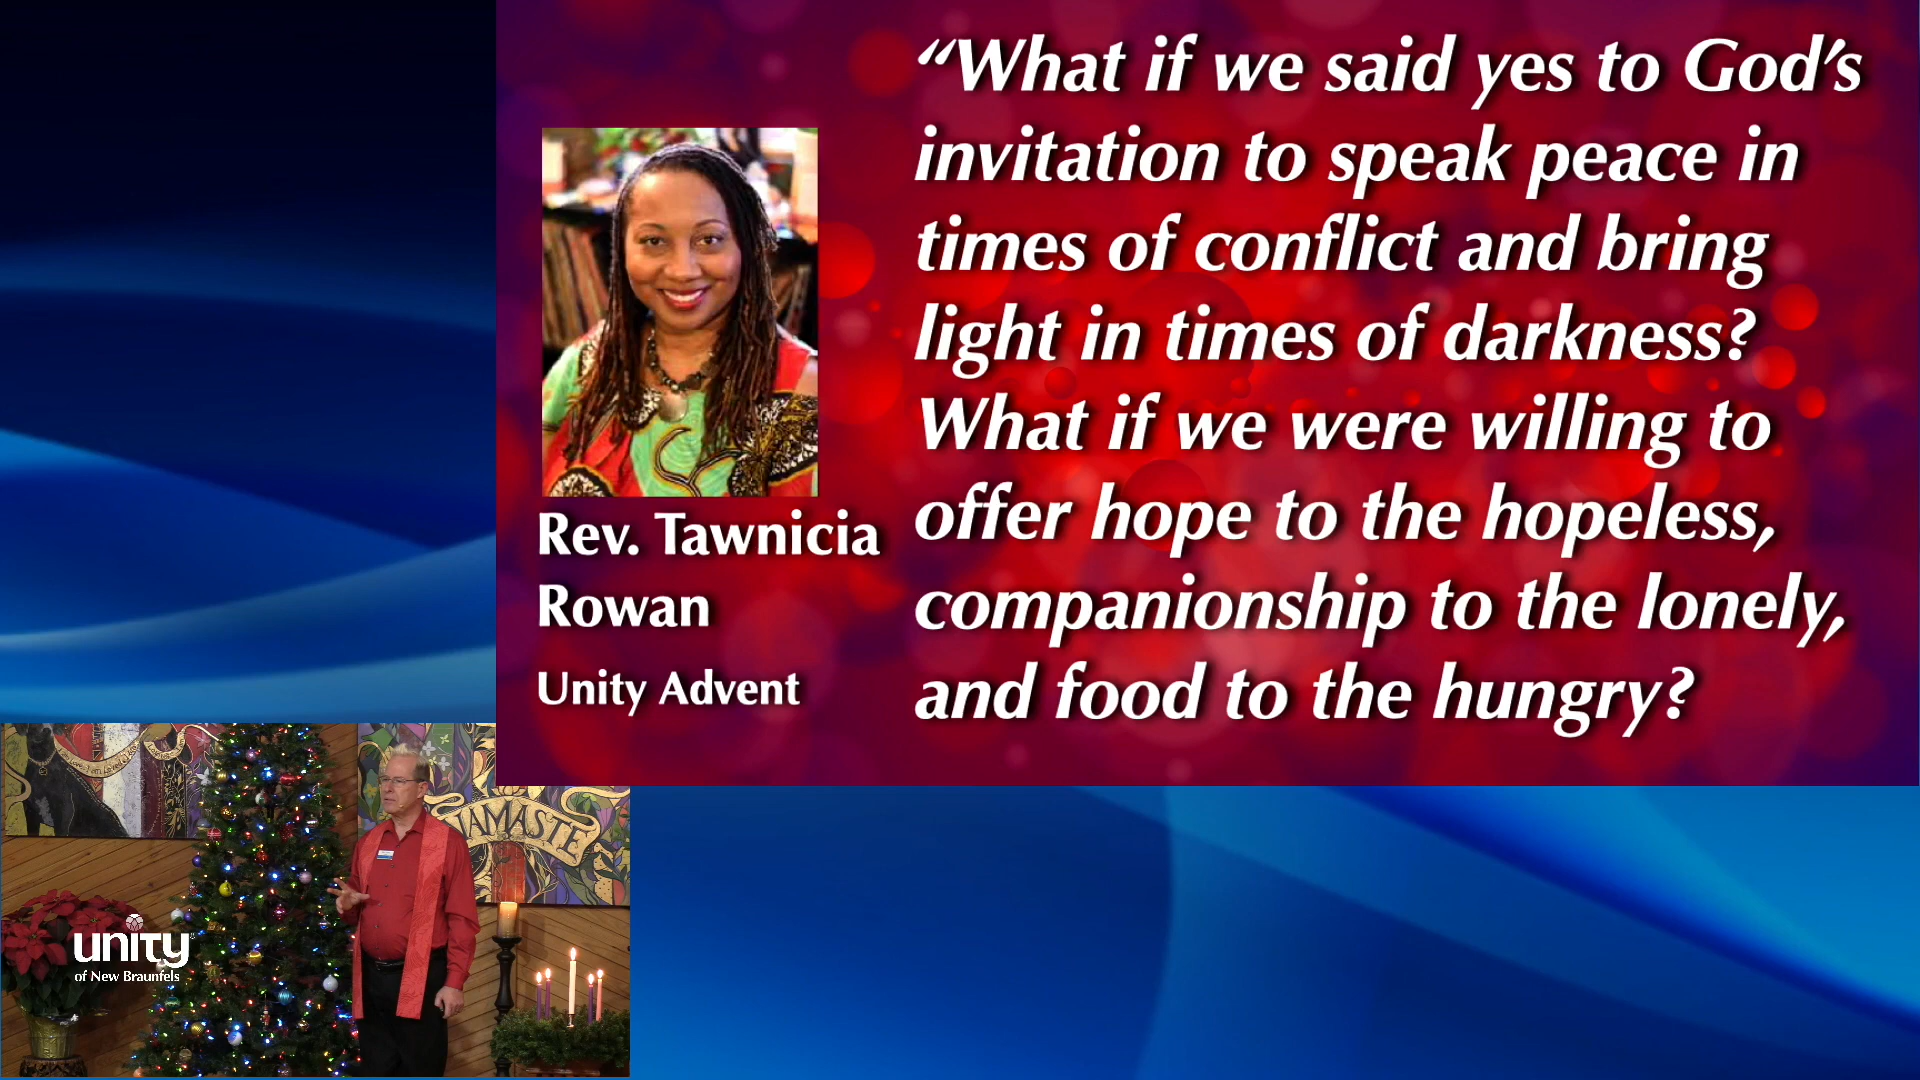 “What if we said yes to God’s
invitation to speak peace in
times of conflict and bring
light in times of darkness?
What if we were willing to
offer hope to the hopeless,
companionship to the lonely,
and food to the hungry?
Rev. Tawnicia
Rowan
Unity Advent
NAMASTE
unity
of New Braunfels